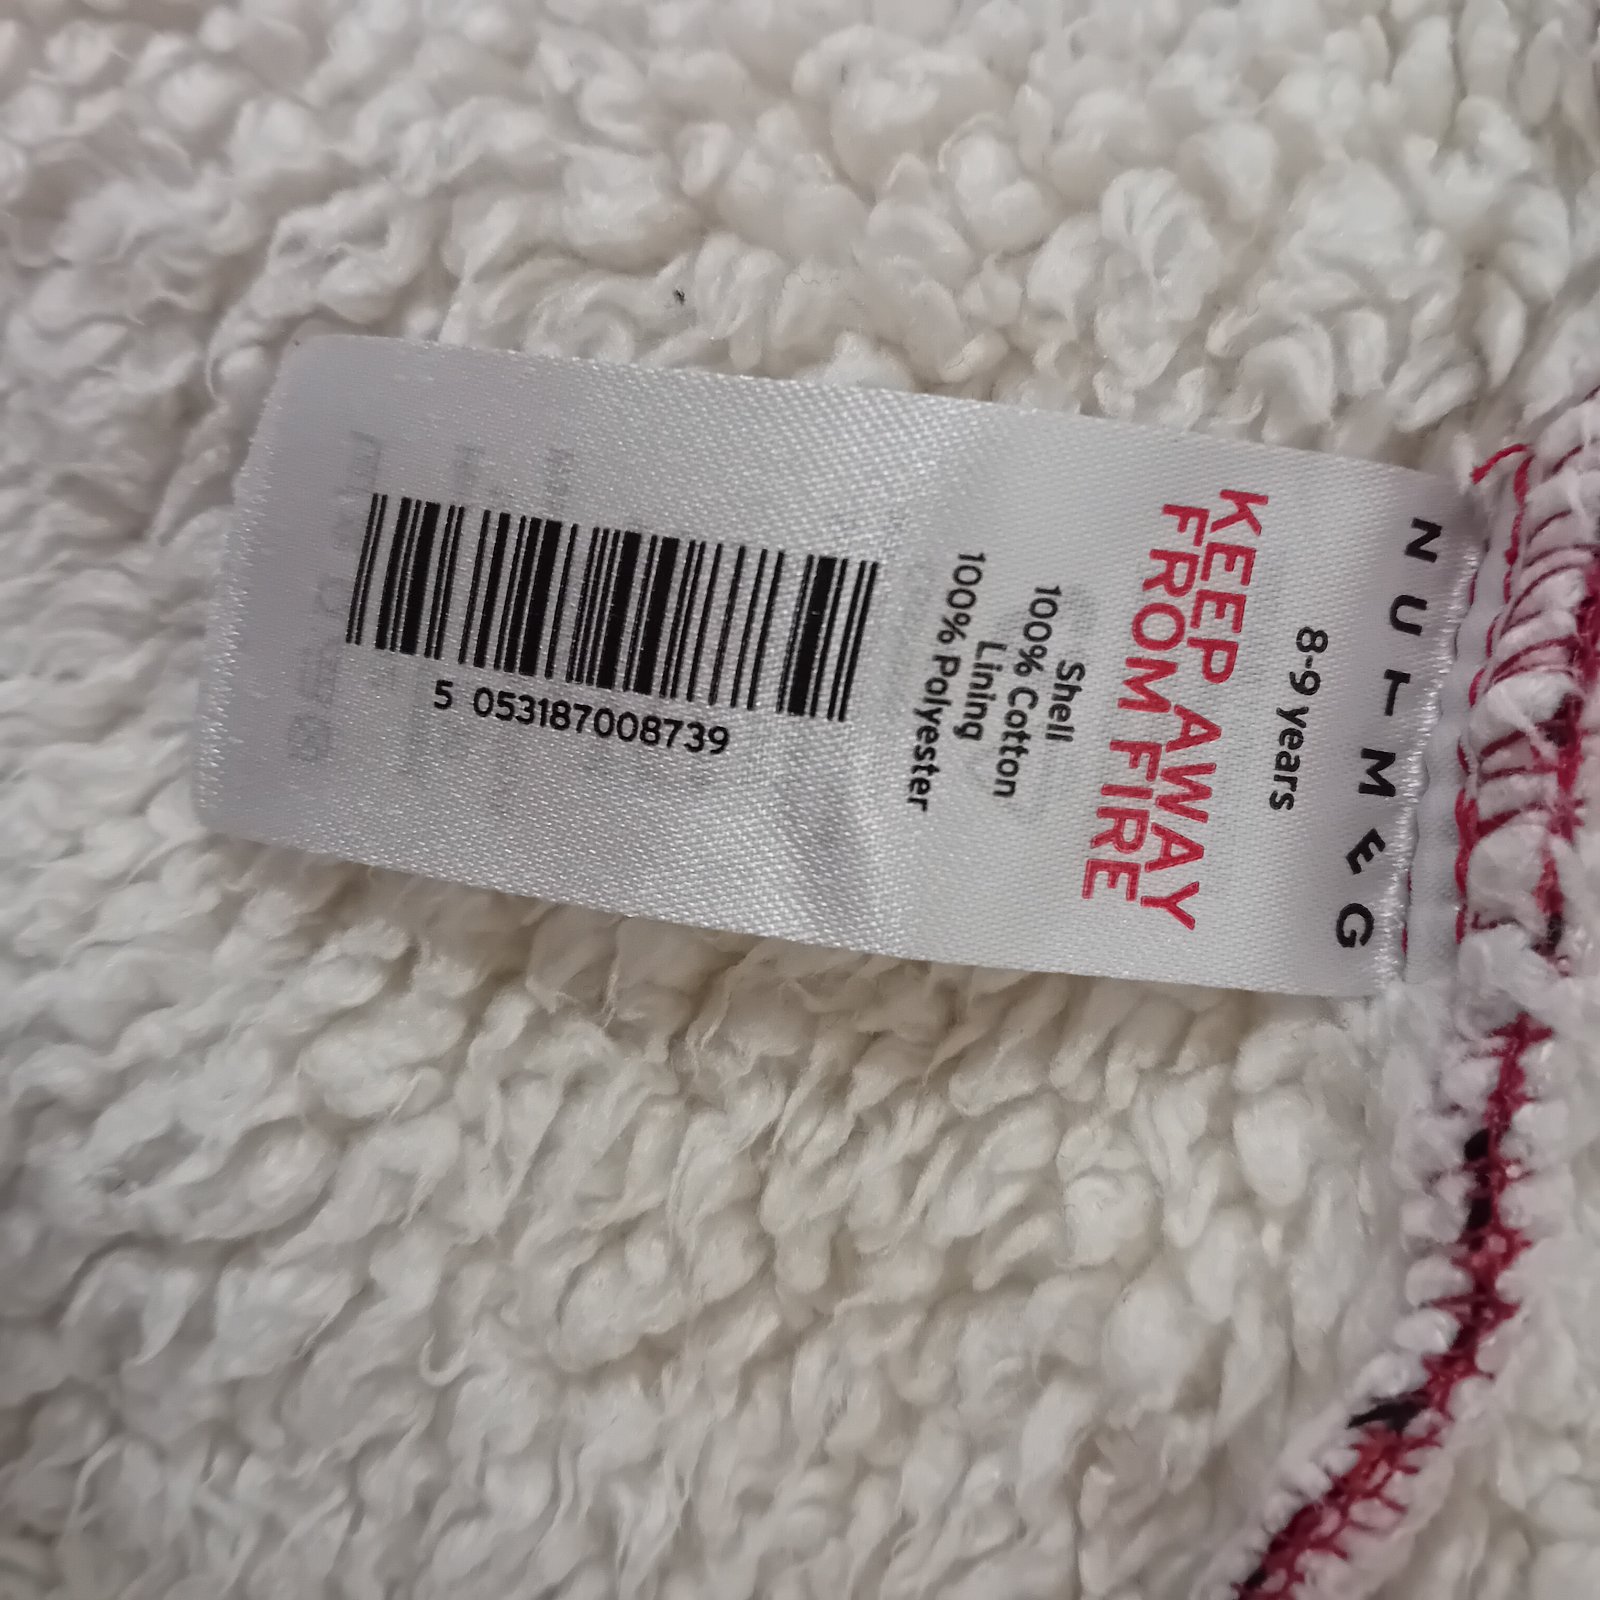 NUTMEG
8-9 years
KEEP AWAY
FROM FIRE
Shell
100% Cotton
Lining
100% Polyester
5 053187008739